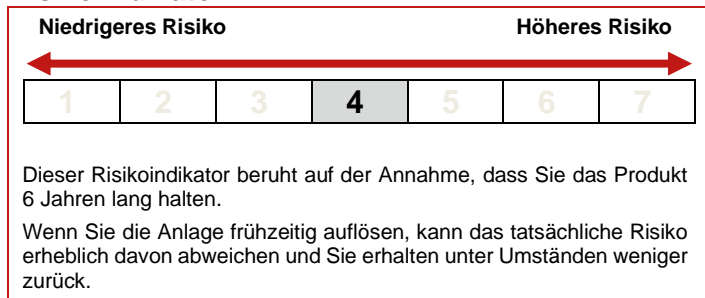 Niedrigeres Risiko Höheres Risiko
1 2 3 4 5 6 7
Dieser Risikoindikator beruht auf der Annahme, dass Sie das Produkt
6 Jahren lang halten.
Wenn Sie die Anlage frühzeitig auflösen, kann das tatsächliche Risiko
erheblich davon abweichen und Sie erhalten unter Umständen weniger
zurück.